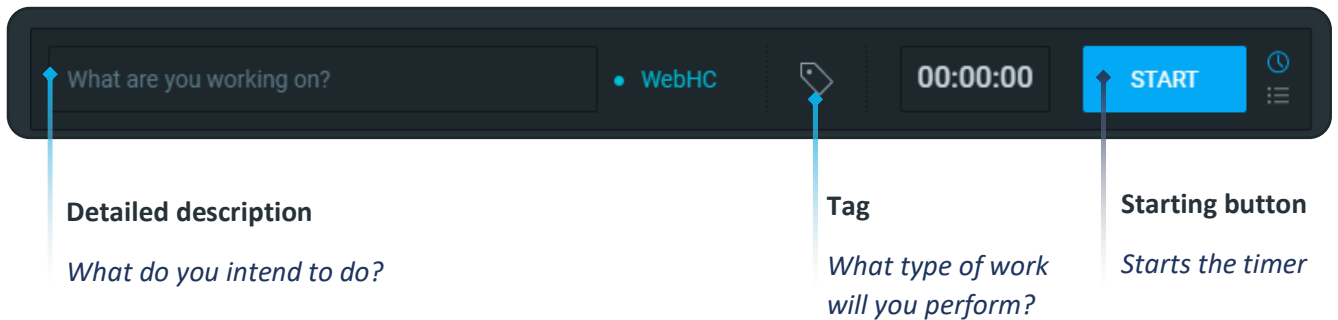 What are you working on?
WebHC
00:00:00
START
Detailed description
What do you intend to do?
Tag
What type of work
will you perform?
Starting button
Starts the timer